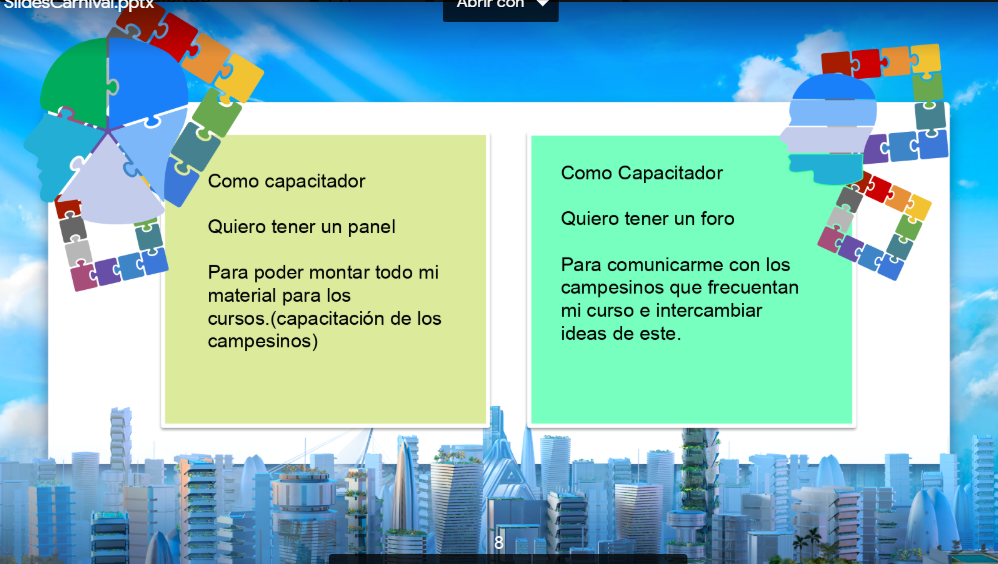 SlidesCarnival.pptx
Abrir con
Como capacitador
Quiero tener un panel
Para poder montar todo mi
material para los
cursos.(capacitación de los
campesinos)
Como Capacitador
Quiero tener un foro
Para comunicarme con los
campesinos que frecuentan
mi curso e intercambiar
ideas de este.
8